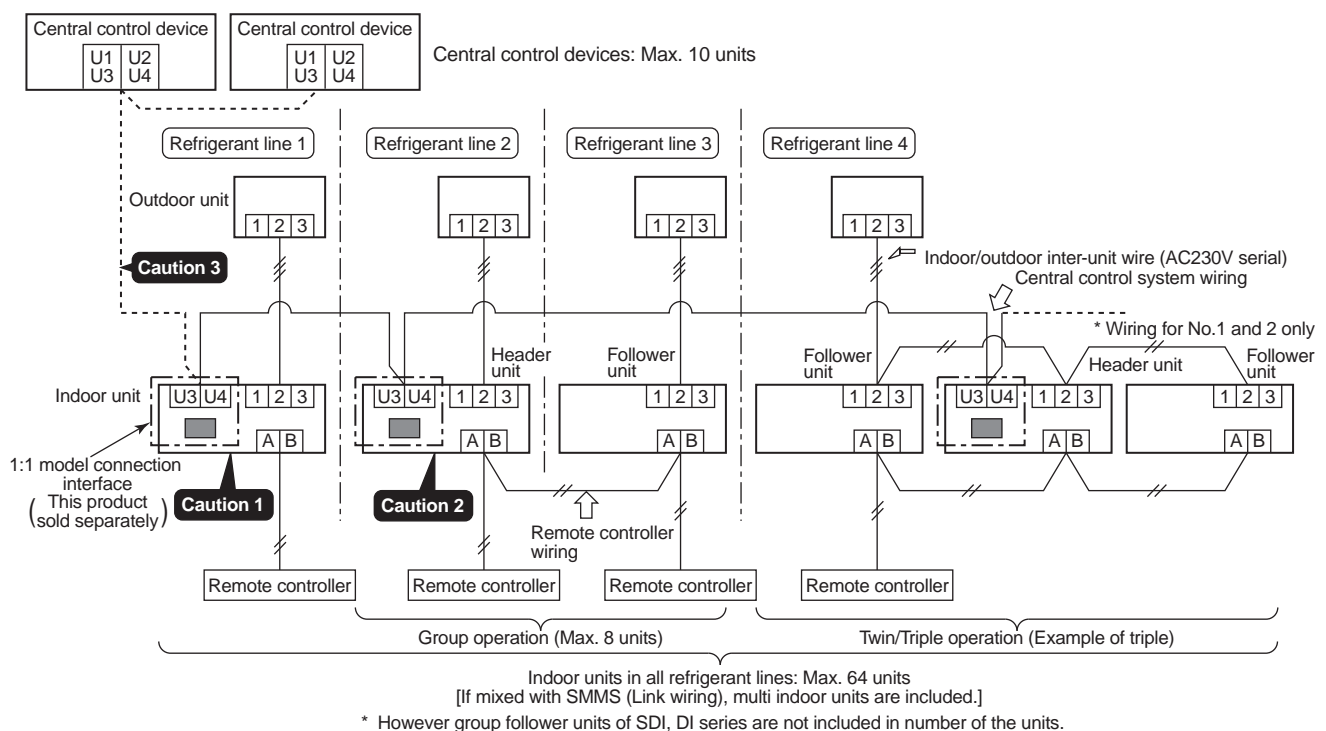 Central control device
Central control device
U1 U2
U3 U4
U1 U2
U3 U4
Central control devices: Max. 10 units
Refrigerant line 1
Refrigerant line 2
Refrigerant line 3
Refrigerant line 4
Outdoor unit
1 2 3
1 2 3
1 2 3
1 2 3
Caution 3
Indoor/outdoor inter-unit wire (AC230V serial)
Central control system wiring
* Wiring for No.1 and 2 only
Header
unit
Follower
unit
Follower
unit
Header unit
Follower
unit
Indoor unit
U3 U4 1 2 3
U3 U4 1 2 3
1 2 3
1 2 3
U3 U4 1 2 3
1 2 3
A B
A B
A B
A B
A B
A B
1:1 model connection
interface
(This product
sold separately)
Caution 1
Caution 2
Remote controller
wiring
Remote controller
Remote controller
Remote controller
Remote controller
Group operation (Max. 8 units)
Twin/Triple operation (Example of triple)
Indoor units in all refrigerant lines: Max. 64 units
[If mixed with SMMS (Link wiring), multi indoor units are included.]
* However group follower units of SDI, DI series are not included in number of the units.